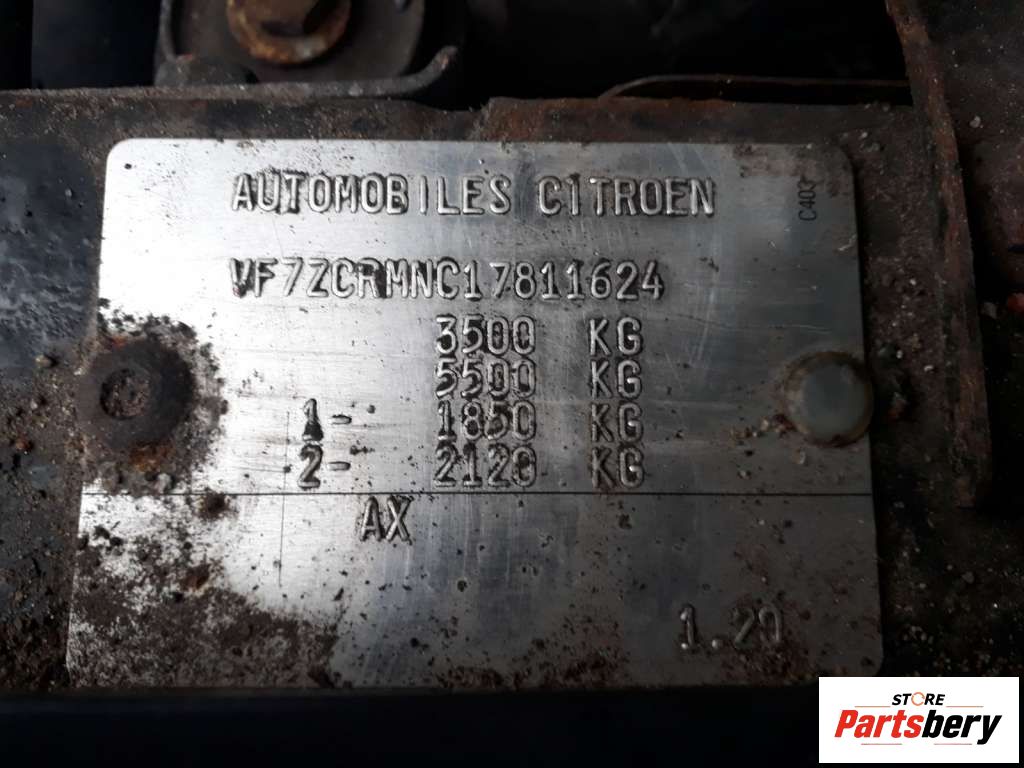 AUTOMOBILES CITROEN
C403
VF7ZCRMNC17811624
3500 KG
5500 KG
1- 1850 KG
2- 2120 KG
AX
1.20
STORE
Partsbery